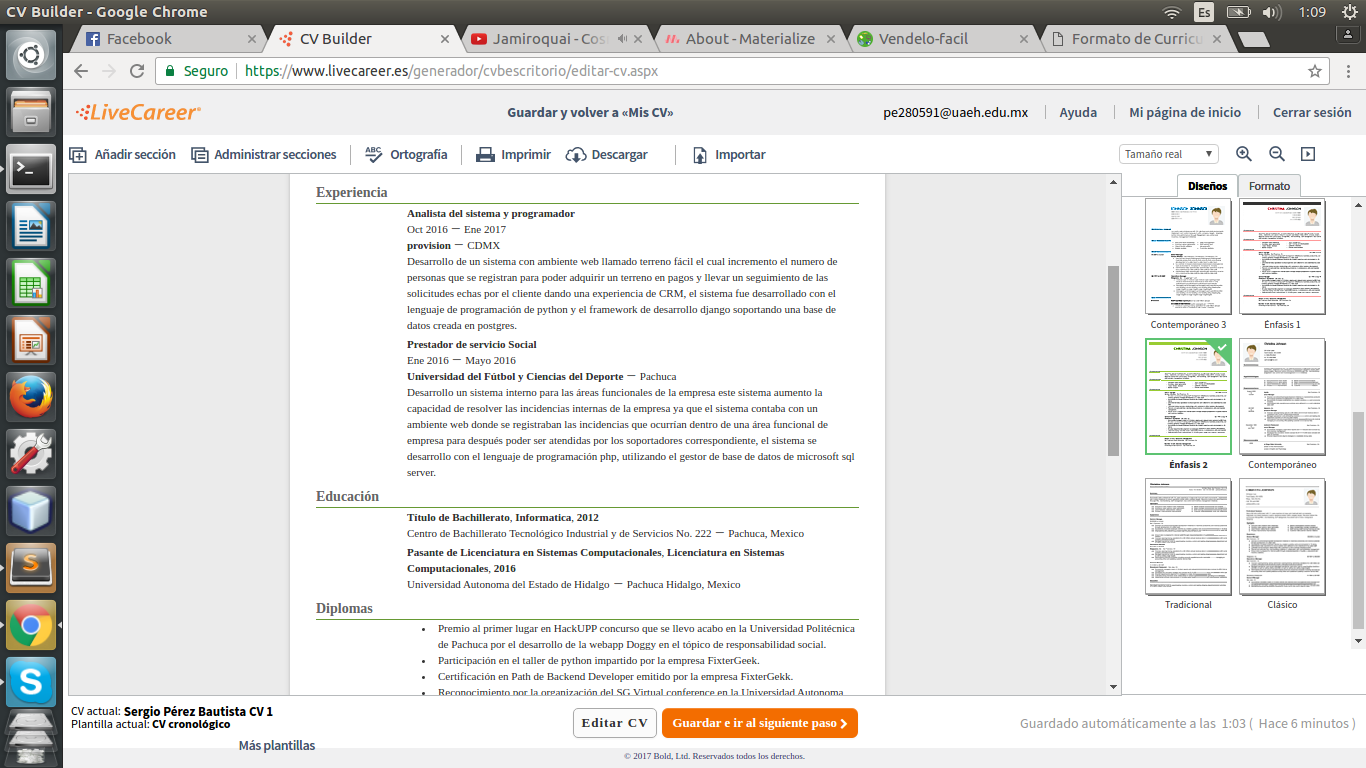 CV Builder - Google Chrome
Es
1:09
Facebook
CV Builder
Jamiroquai - Cos
About - Materialize
Vendelo-facil
Formato de Curricu
Seguro
https://www.livecareer.es/generador/cvbescritorio/editar-cv.aspx
LiveCareer
Guardar y volver a «Mis CV»
pe280591@uaeh.edu.mx
Ayuda
Mi página de inicio
Cerrar sesión
Añadir sección
Administrar secciones
ABC
Ortografía
Imprimir
Descargar
Importar
Tamaño real
Diseños
Formato
Experiencia
Analista del sistema y programador
Oct 2016 — Ene 2017
provision — CDMX
Desarrollo de un sistema con ambiente web llamado terreno fácil el cual incremento el numero de
personas que se registran para poder adquirir un terreno en pagos y llevar un seguimiento de las
solicitudes echas por el cliente dando una experiencia de CRM, el sistema fue desarrollado con el
lenguaje de programación de python y el framework de desarrollo django soportando una base de
datos creada en postgres.
Prestador de servicio Social
Ene 2016 — Mayo 2016
Universidad del Fútbol y Ciencias del Deporte — Pachuca
Desarrollo un sistema interno para las áreas funcionales de la empresa este sistema aumento la
capacidad de resolver las incidencias internas de la empresa ya que el sistema contaba con un
ambiente web donde se registraban las incidencias que ocurrían dentro de una área funcional de
empresa para después poder ser atendidas por los soportadores correspondiente, el sistema se
desarrollo con el lenguaje de programación php, utilizando el gestor de base de datos de microsoft sql
server.
Educación
Título de Bachillerato, Informatica, 2012
Centro de Bachillerato Tecnológico Industrial y de Servicios No. 222 — Pachuca, Mexico
Pasante de Licenciatura en Sistemas Computacionales, Licenciatura en Sistemas
Computacionales, 2016
Universidad Autonoma del Estado de Hidalgo — Pachuca Hidalgo, Mexico
Diplomas
• Premio al primer lugar en HackUPP concurso que se llevo acabo en la Universidad Politécnica
de Pachuca por el desarrollo de la webapp Doggy en el tópico de responsabilidad social.
• Participación en el taller de python impartido por la empresa FixterGeek.
• Certificación en Path de Backend Developer emitido por la empresa FixterGekk.
• Reconocimiento por la organización del SG Virtual conference en la Universidad Autonoma
Contemporáneo 3
Énfasis 1
Énfasis 2
Contemporáneo
Tradicional
Clásico
CV actual: Sergio Pérez Bautista CV 1
Plantilla actual: CV cronológico
Más plantillas
Editar CV
Guardar e ir al siguiente paso
Guardado automáticamente a las 1:03 ( Hace 6 minutos )
© 2017 Bold, Ltd. Reservados todos los derechos.